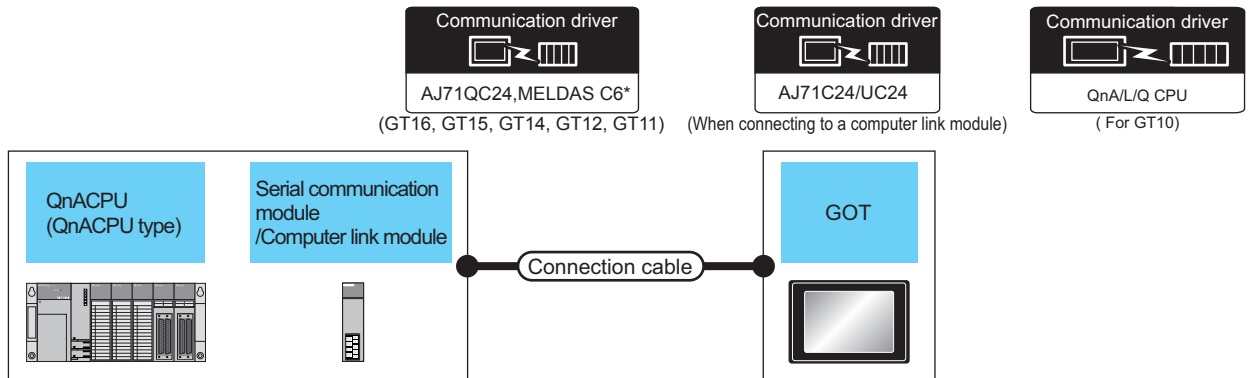 Communication driver
AJ71QC24,MELDAS C6*
(GT16, GT15, GT14, GT12, GT11)
Communication driver
AJ71C24/UC24
(When connecting to a computer link module)
Communication driver
QnA/L/Q CPU
( For GT10)
QnACPU
(QnACPU type)
Serial communication
module
/Computer link module
Connection cable
GOT